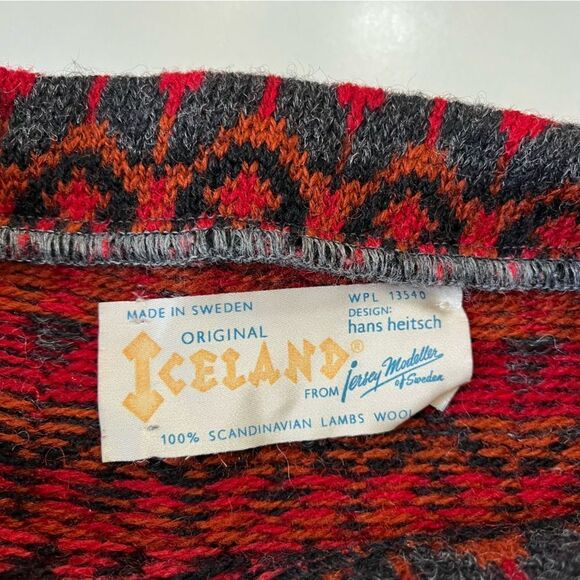 MADE IN SWEDEN
WPL 13540
ORIGINAL
DESIGN:
hans heitsch
ICELAND®
FROM Jersey Modeller
of Sweden
100% SCANDINAVIAN LAMBS WOOL